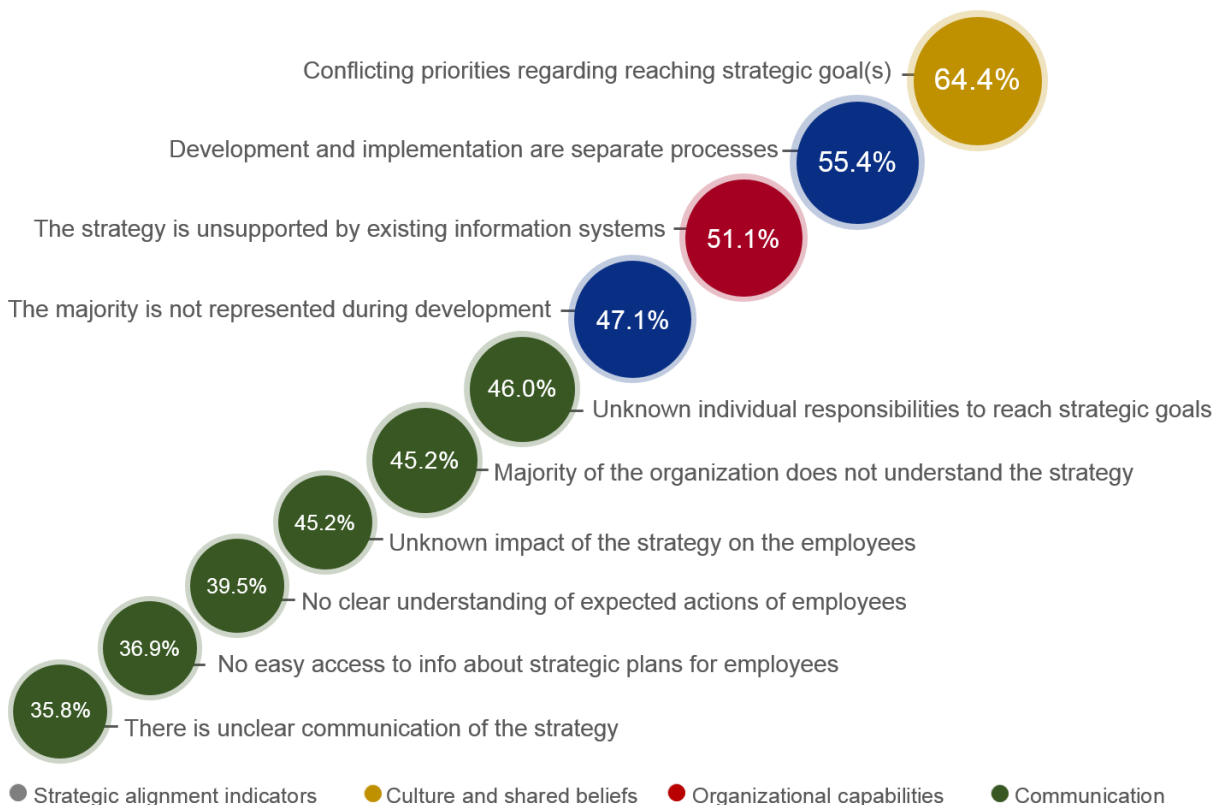 Conflicting priorities regarding reaching strategic goal(s)
64.4%
Development and implementation are separate processes
55.4%
The strategy is unsupported by existing information systems
51.1%
The majority is not represented during development
47.1%
46.0%
Unknown individual responsibilities to reach strategic goals
45.2%
Majority of the organization does not understand the strategy
45.2%
Unknown impact of the strategy on the employees
39.5%
No clear understanding of expected actions of employees
36.9%
No easy access to info about strategic plans for employees
35.8%
There is unclear communication of the strategy
Strategic alignment indicators
Culture and shared beliefs
Organizational capabilities
Communication